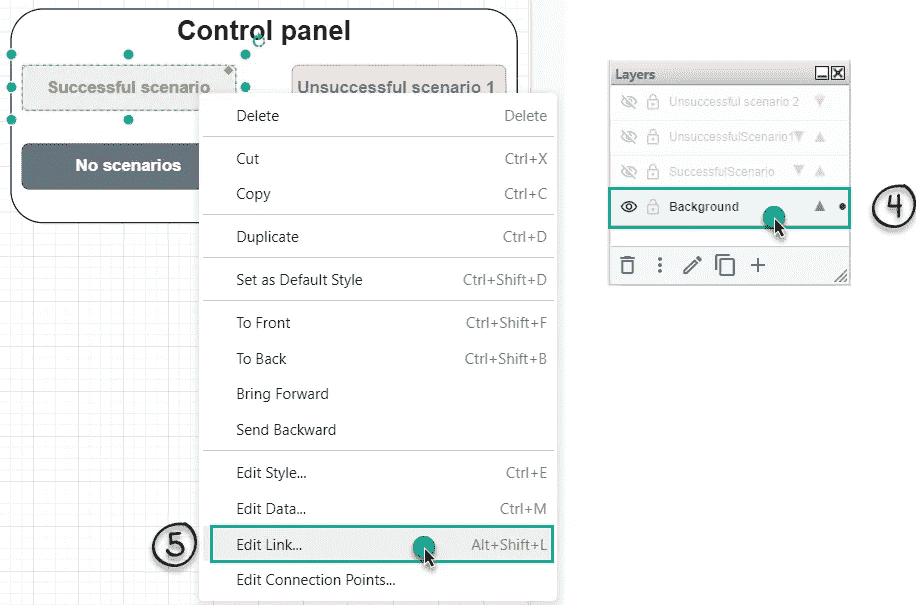 Control panel
Successful scenario
Unsuccessful scenario 1
No scenarios
Delete Delete
Cut Ctrl+X
Copy Ctrl+C
Duplicate Ctrl+D
Set as Default Style Ctrl+Shift+D
To Front Ctrl+Shift+F
To Back Ctrl+Shift+B
Bring Forward
Send Backward
Edit Style... Ctrl+E
Edit Data... Ctrl+M
5 Edit Link... Alt+Shift+L
Edit Connection Points...
Layers
Unsuccessful scenario 2
UnsuccessfulScenario1
SuccessfulScenario
Background
4